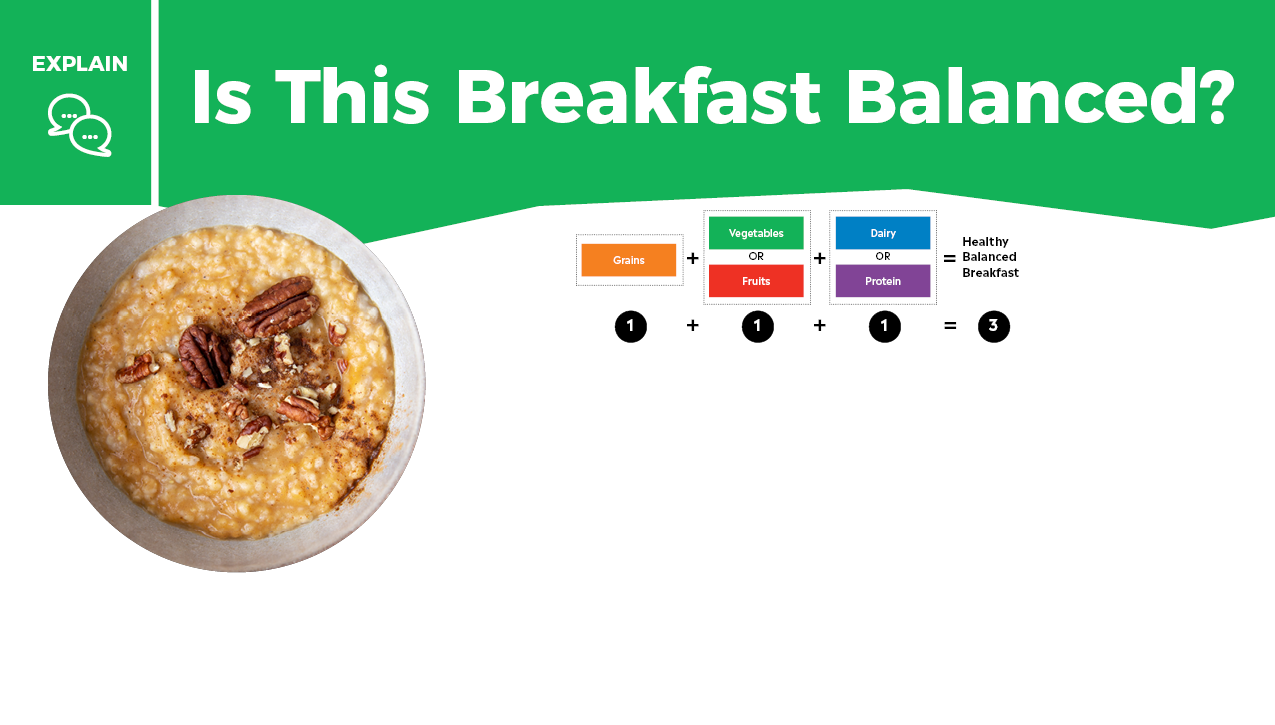 EXPLAIN
Is This Breakfast Balanced?
Grains + Vegetables OR Fruits + Dairy OR Protein = Healthy Balanced Breakfast
1 + 1 + 1 = 3